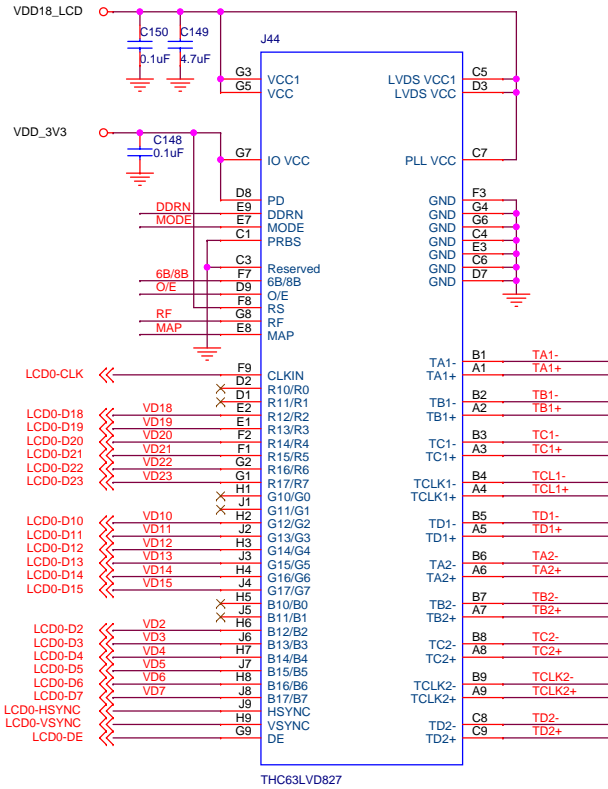 VDD18_LCD
C150
0.1uF
C149
4.7uF
J44
G3 VCC1 LVDS VCC1 C5
G5 VCC LVDS VCC D3
VDD_3V3
C148
0.1uF
G7 IO VCC PLL VCC C7
D8 PD GND F3
DDRN E9 DDRN GND G4
MODE E7 MODE GND G6
C1 PRBS GND C4
GND E3
C3 Reserved GND C6
6B/8B F7 6B/8B GND D7
O/E D9 O/E
F8 RS
RF G8 RF
MAP E8 MAP
TA1- B1 TA1-
LCD0-CLK F9 CLKIN TA1+ A1 TA1+
D2 R10/R0
D1 R11/R1 TB1- B2 TB1-
LCD0-D18 VD18 E2 R12/R2 TB1+ A2 TB1+
LCD0-D19 VD19 E1 R13/R3
LCD0-D20 VD20 F2 R14/R4 TC1- B3 TC1-
LCD0-D21 VD21 F1 R15/R5 TC1+ A3 TC1+
LCD0-D22 VD22 G2 R16/R6
LCD0-D23 VD23 G1 R17/R7 TCLK1- B4 TCL1-
H1 G10/G0 TCLK1+ A4 TCL1+
J1 G11/G1
LCD0-D10 VD10 H2 G12/G2 TD1- B5 TD1-
LCD0-D11 VD11 J2 G13/G3 TD1+ A5 TD1+
LCD0-D12 VD12 H3 G14/G4
LCD0-D13 VD13 J3 G15/G5 TA2- B6 TA2-
LCD0-D14 VD14 H4 G16/G6 TA2+ A6 TA2+
LCD0-D15 VD15 J4 G17/G7
H5 B10/B0 TB2- B7 TB2-
J5 B11/B1 TB2+ A7 TB2+
LCD0-D2 VD2 H6 B12/B2
LCD0-D3 VD3 J6 B13/B3 TC2- B8 TC2-
LCD0-D4 VD4 H7 B14/B4 TC2+ A8 TC2+
LCD0-D5 VD5 J7 B15/B5
LCD0-D6 VD6 H8 B16/B6 TCLK2- B9 TCLK2-
LCD0-D7 VD7 J8 B17/B7 TCLK2+ A9 TCLK2+
LCD0-HSYNC J9 HSYNC
LCD0-VSYNC H9 VSYNC TD2- C8 TD2-
LCD0-DE G9 DE TD2+ C9 TD2+
THC63LVD827